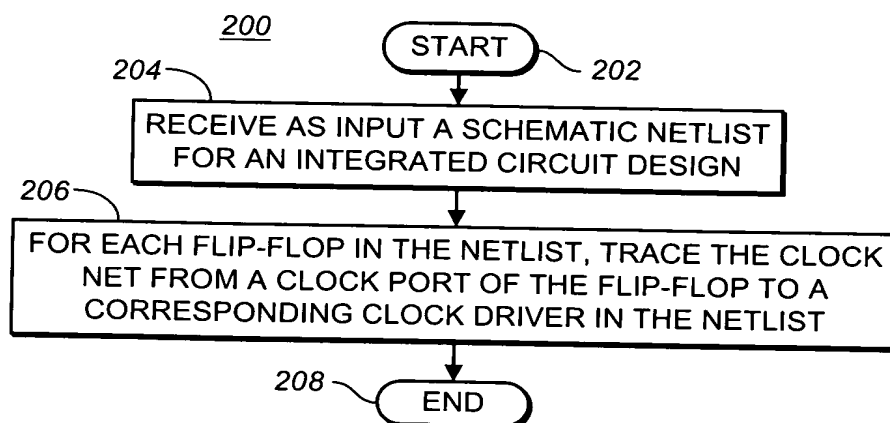 200
START
202
204
RECEIVE AS INPUT A SCHEMATIC NETLIST
FOR AN INTEGRATED CIRCUIT DESIGN
206
FOR EACH FLIP-FLOP IN THE NETLIST, TRACE THE CLOCK
NET FROM A CLOCK PORT OF THE FLIP-FLOP TO A
CORRESPONDING CLOCK DRIVER IN THE NETLIST
208
END